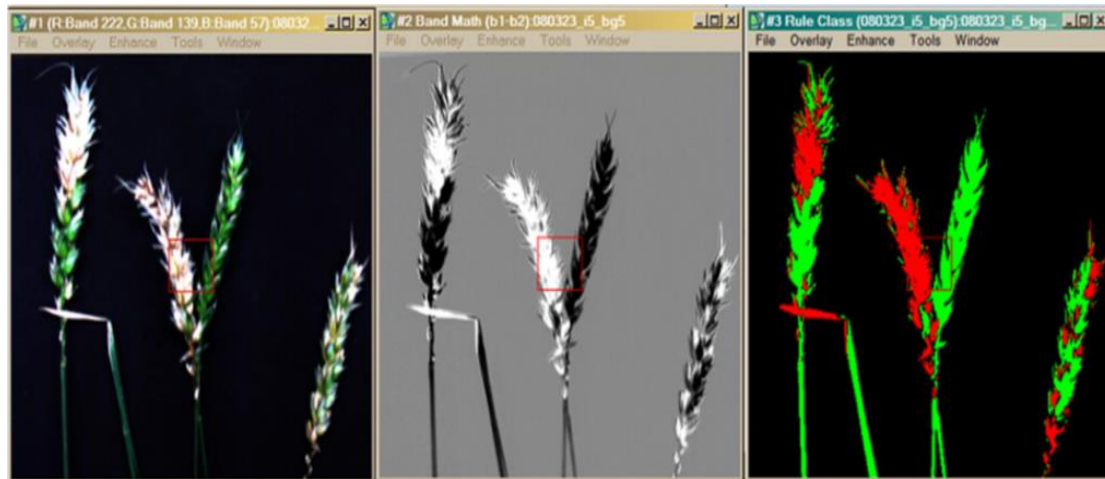 #1 (R:Band 222,G:Band 139,B:Band 57):08032...
File Overlay Enhance Tools Window
#2 Band Math (b1-b2):080323_i5_bg5
File Overlay Enhance Tools Window
#3 Rule Class (080323_i5_bg5):080323_i5_bg...
File Overlay Enhance Tools Window